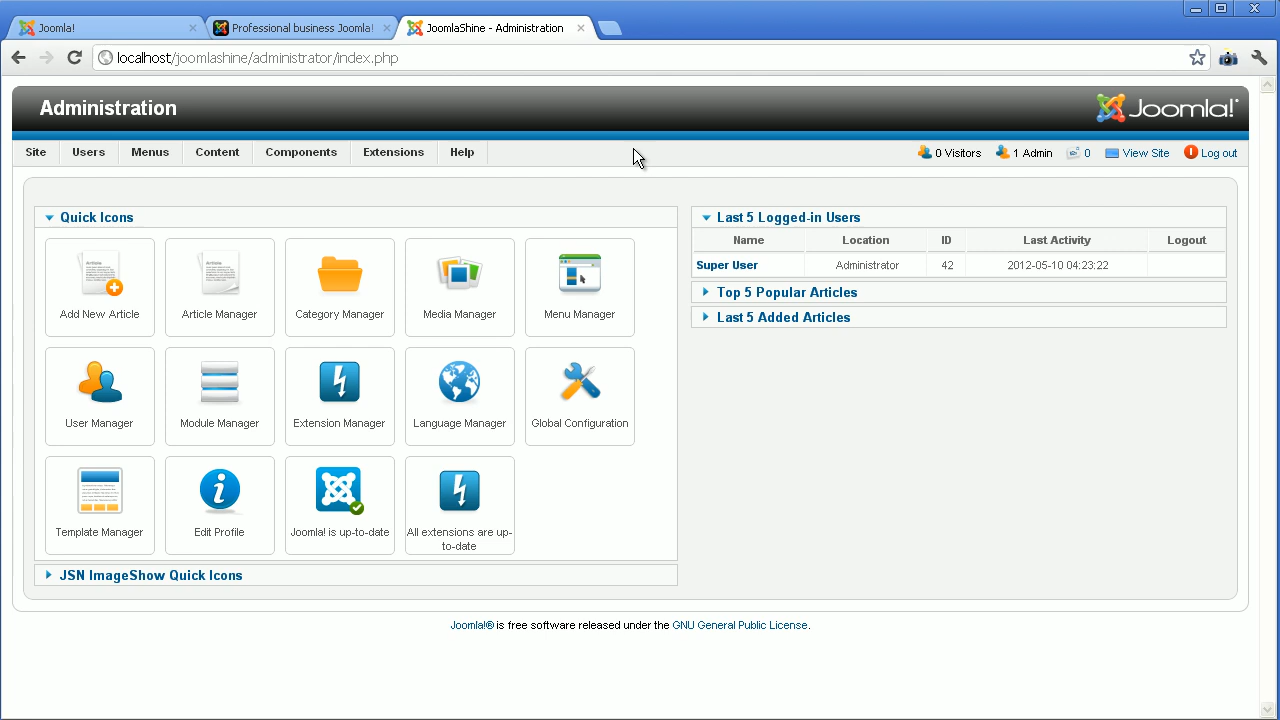 Joomla!
Professional business Joomla!
JoomlaShine - Administration
localhost/joomlashine/administrator/index.php
Administration
Joomla!
Site Users Menus Content Components Extensions Help
0 Visitors 1 Admin 0 View Site Log out
Quick Icons
Add New Article
Article Manager
Category Manager
Media Manager
Menu Manager
User Manager
Module Manager
Extension Manager
Language Manager
Global Configuration
Template Manager
Edit Profile
Joomla! is up-to-date
All extensions are up-
to-date
JSN ImageShow Quick Icons
Last 5 Logged-in Users
Name Location ID Last Activity Logout
Super User Administrator 42 2012-05-10 04:23:22
Top 5 Popular Articles
Last 5 Added Articles
Joomla!® is free software released under the GNU General Public License.